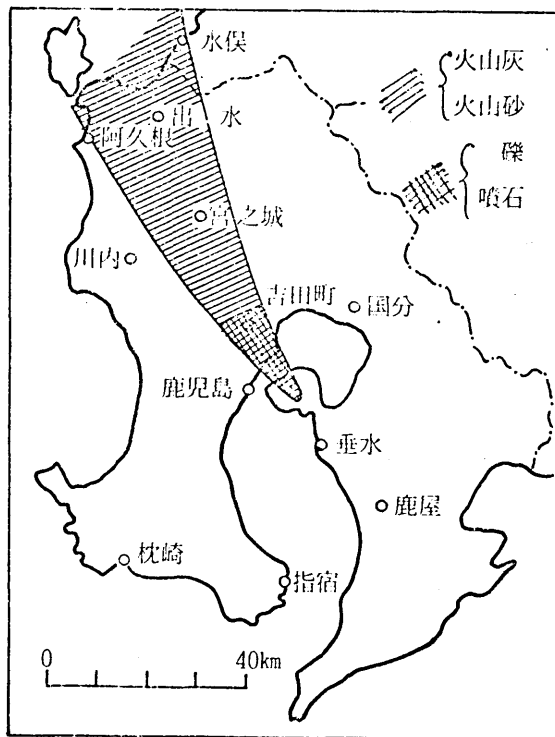 水俣
火山灰
火山砂
出水
阿久根
礫
噴石
宮之城
川内
吉田町
国分
鹿児島
垂水
鹿屋
枕崎
指宿
0 40km